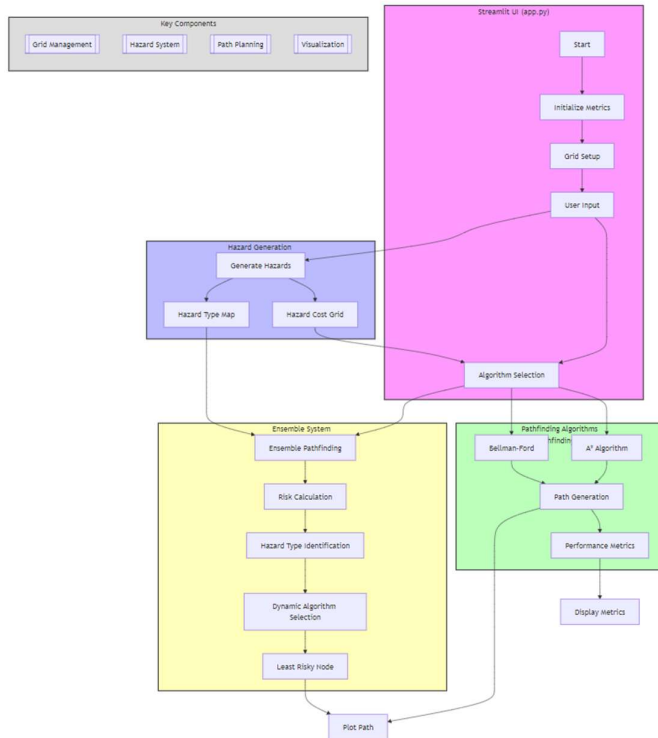 Key Components
Grid Management
Hazard System
Path Planning
Visualization
Streamlit UI (app.py)
Start
Initialize Metrics
Grid Setup
User Input
Hazard Generation
Generate Hazards
Hazard Type Map
Hazard Cost Grid
Algorithm Selection
Ensemble System
Ensemble Pathfinding
Risk Calculation
Hazard Type Identification
Dynamic Algorithm
Selection
Least Risky Node
Pathfinding Algorithms
Bellman-Ford
A* Algorithm
Path Generation
Performance Metrics
Display Metrics
Plot Path